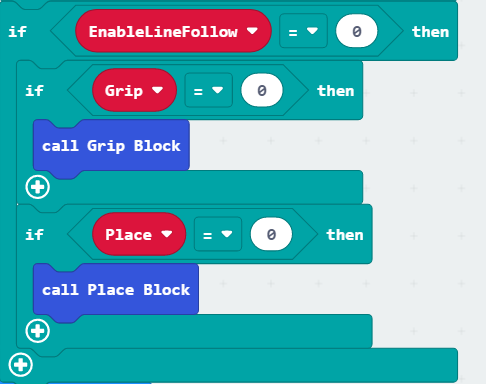 if EnableLineFollow = 0 then
if Grip = 0 then
call Grip Block
if Place = 0 then
call Place Block